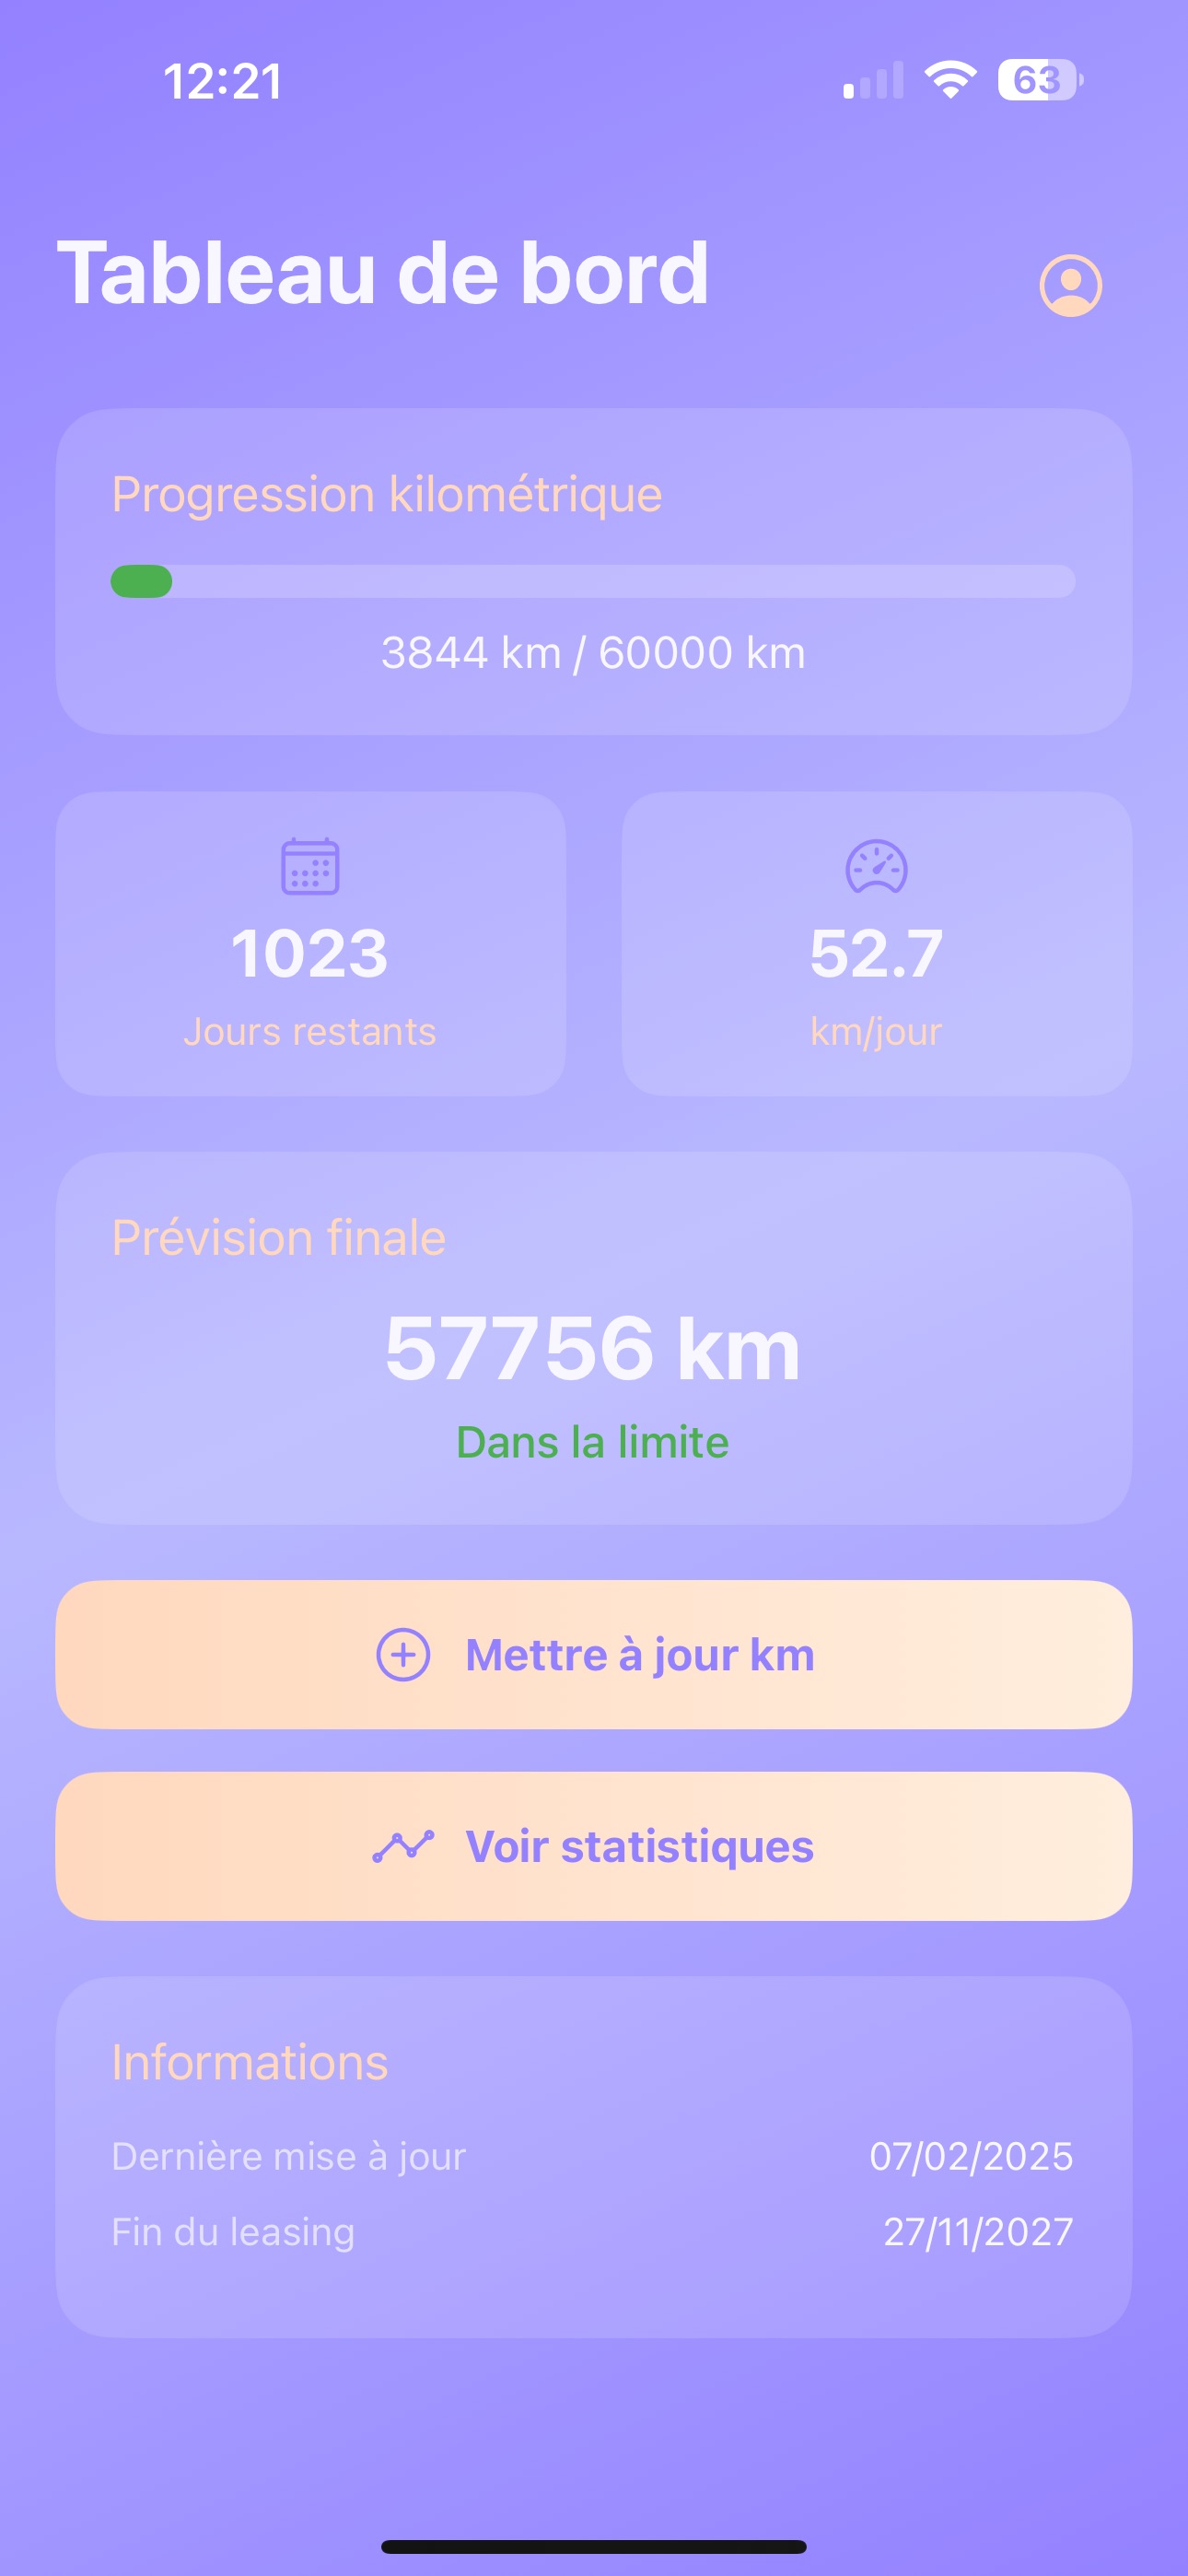 12:21
63
Tableau de bord
Progression kilométrique
3844 km / 60000 km
1023
Jours restants
52.7
km/jour
Prévision finale
57756 km
Dans la limite
Mettre à jour km
Voir statistiques
Informations
Dernière mise à jour 07/02/2025
Fin du leasing 27/11/2027